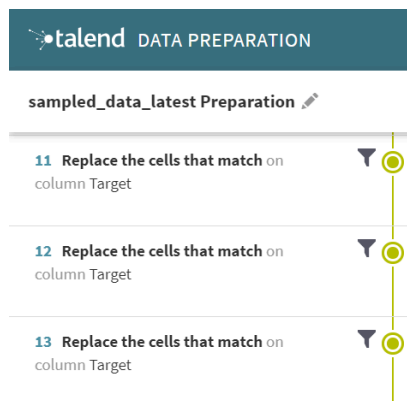 talend DATA PREPARATION
sampled_data_latest Preparation
11 Replace the cells that match on
column Target
12 Replace the cells that match on
column Target
13 Replace the cells that match on
column Target